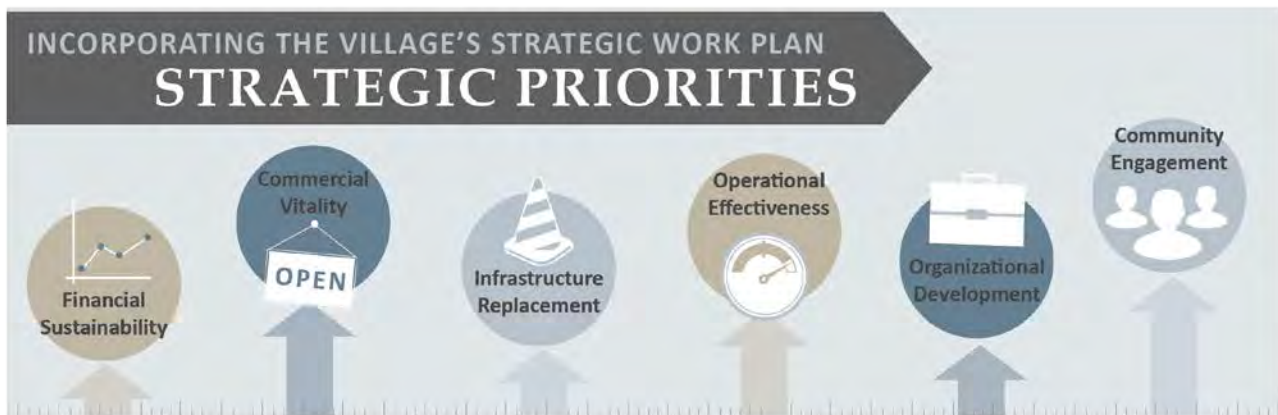 INCORPORATING THE VILLAGE'S STRATEGIC WORK PLAN
STRATEGIC PRIORITIES
Financial
Sustainability
Commercial
Vitality
OPEN
Infrastructure
Replacement
Operational
Effectiveness
Organizational
Development
Community
Engagement